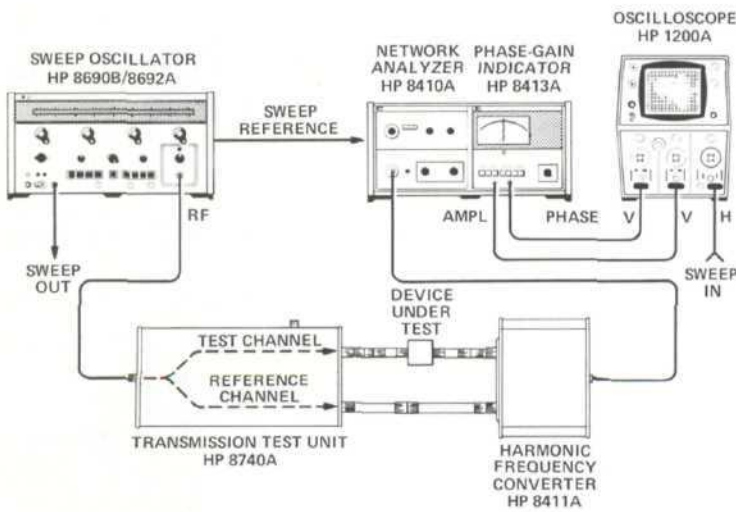 SWEEP OSCILLATOR
HP 8690B/8692A
NETWORK
ANALYZER
HP 8410A
PHASE-GAIN
INDICATOR
HP 8413A
OSCILLOSCOPE
HP 1200A
SWEEP
REFERENCE
RF
AMPL
PHASE
V
V
H
SWEEP
OUT
SWEEP
IN
DEVICE
UNDER
TEST
TEST CHANNEL
REFERENCE
CHANNEL
TRANSMISSION TEST UNIT
HP 8740A
HARMONIC
FREQUENCY
CONVERTER
HP 8411A